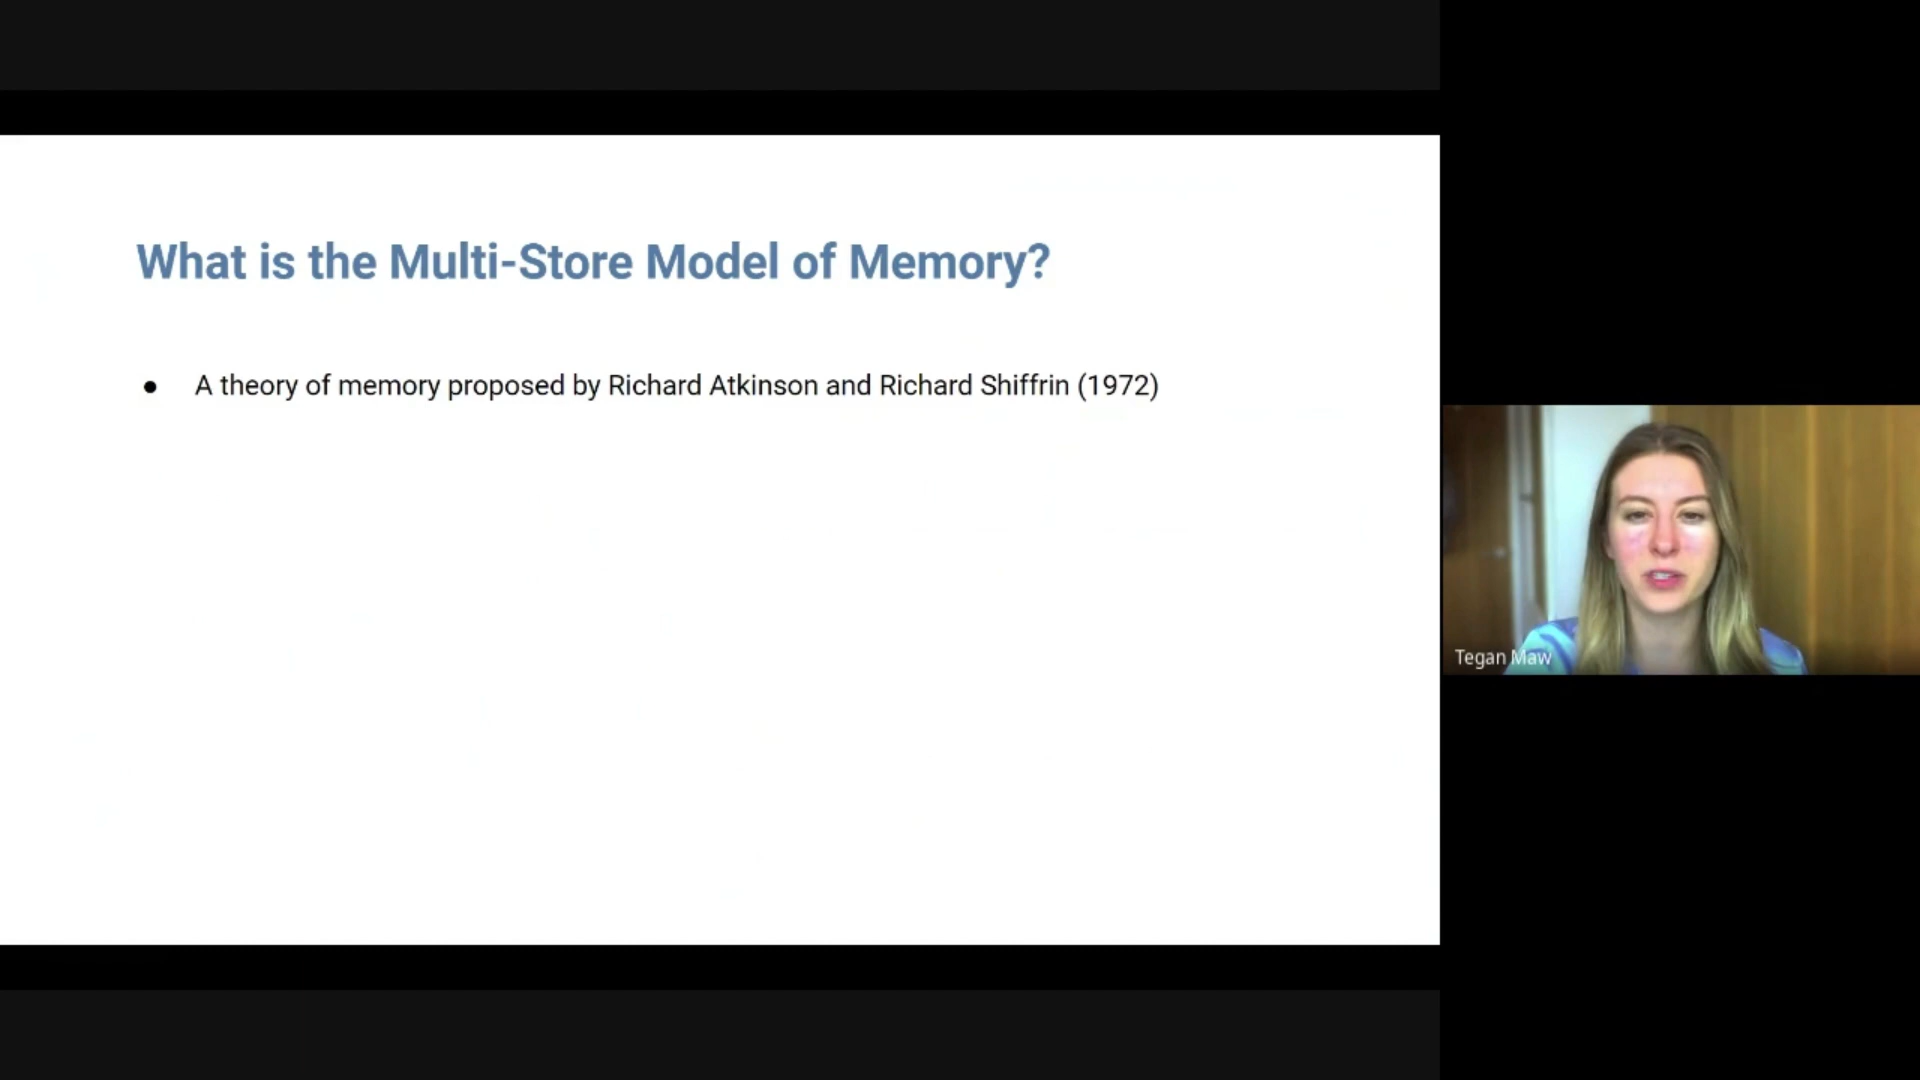 What is the Multi-Store Model of Memory?
● A theory of memory proposed by Richard Atkinson and Richard Shiffrin (1972)
Tegan Maw